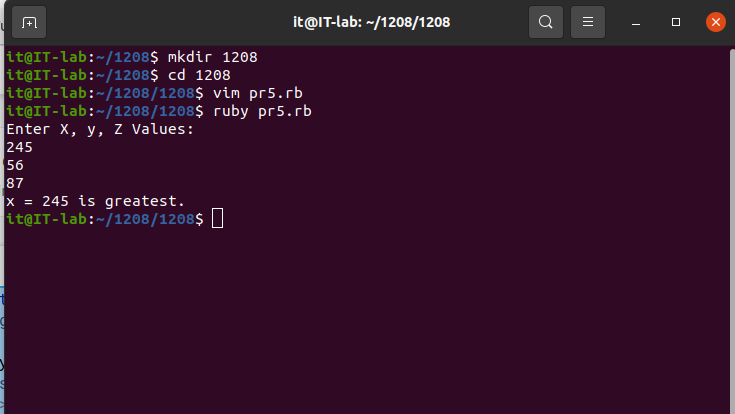 it@IT-lab: ~/1208/1208
it@IT-lab:~/1208$ mkdir 1208
it@IT-lab:~/1208$ cd 1208
it@IT-lab:~/1208/1208$ vim pr5.rb
it@IT-lab:~/1208/1208$ ruby pr5.rb
Enter X, y, Z Values:
245
56
87
x = 245 is greatest.
it@IT-lab:~/1208/1208$